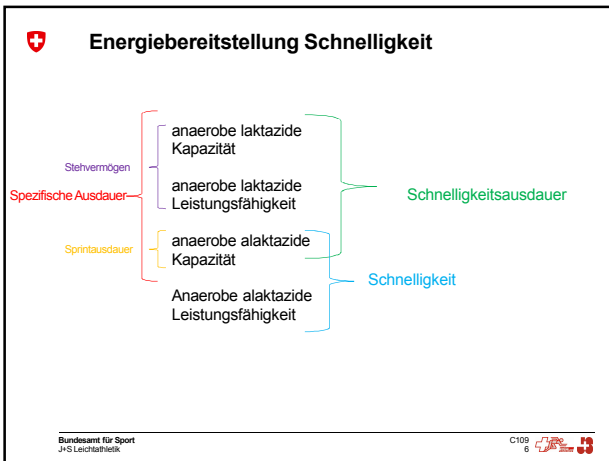 Energiebereitstellung Schnelligkeit
anaerobe laktazide
Kapazität
Stehvermögen
anaerobe laktazide
Leistungsfähigkeit
Spezifische Ausdauer
Schnelligkeitsausdauer
Sprintausdauer
anaerobe alaktazide
Kapazität
Schnelligkeit
Anaerobe alaktazide
Leistungsfähigkeit
Bundesamt für Sport
J+S Leichtathletik
C109
6